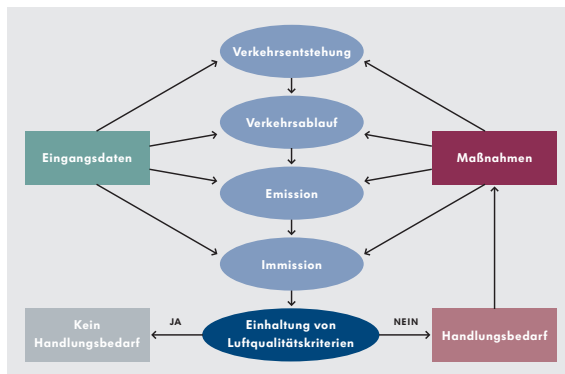 Verkehrsentstehung
Verkehrsablauf
Eingangsdaten
Maßnahmen
Emission
Immission
Kein
Handlungsbedarf
JA
Einhaltung von
Luftqualitätskriterien
NEIN
Handlungsbedarf